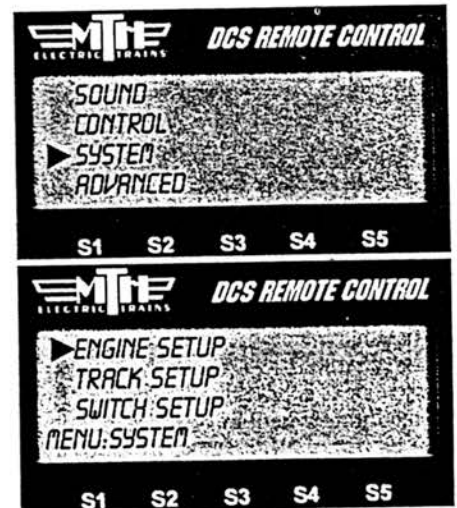 MTH
ELECTRIC TRAINS
DCS REMOTE CONTROL
SOUND
CONTROL
SYSTEM
ADVANCED
S1 S2 S3 S4 S5
MTH
ELECTRIC TRAINS
DCS REMOTE CONTROL
ENGINE SETUP
TRACK SETUP
SWITCH SETUP
MENU:SYSTEM
S1 S2 S3 S4 S5